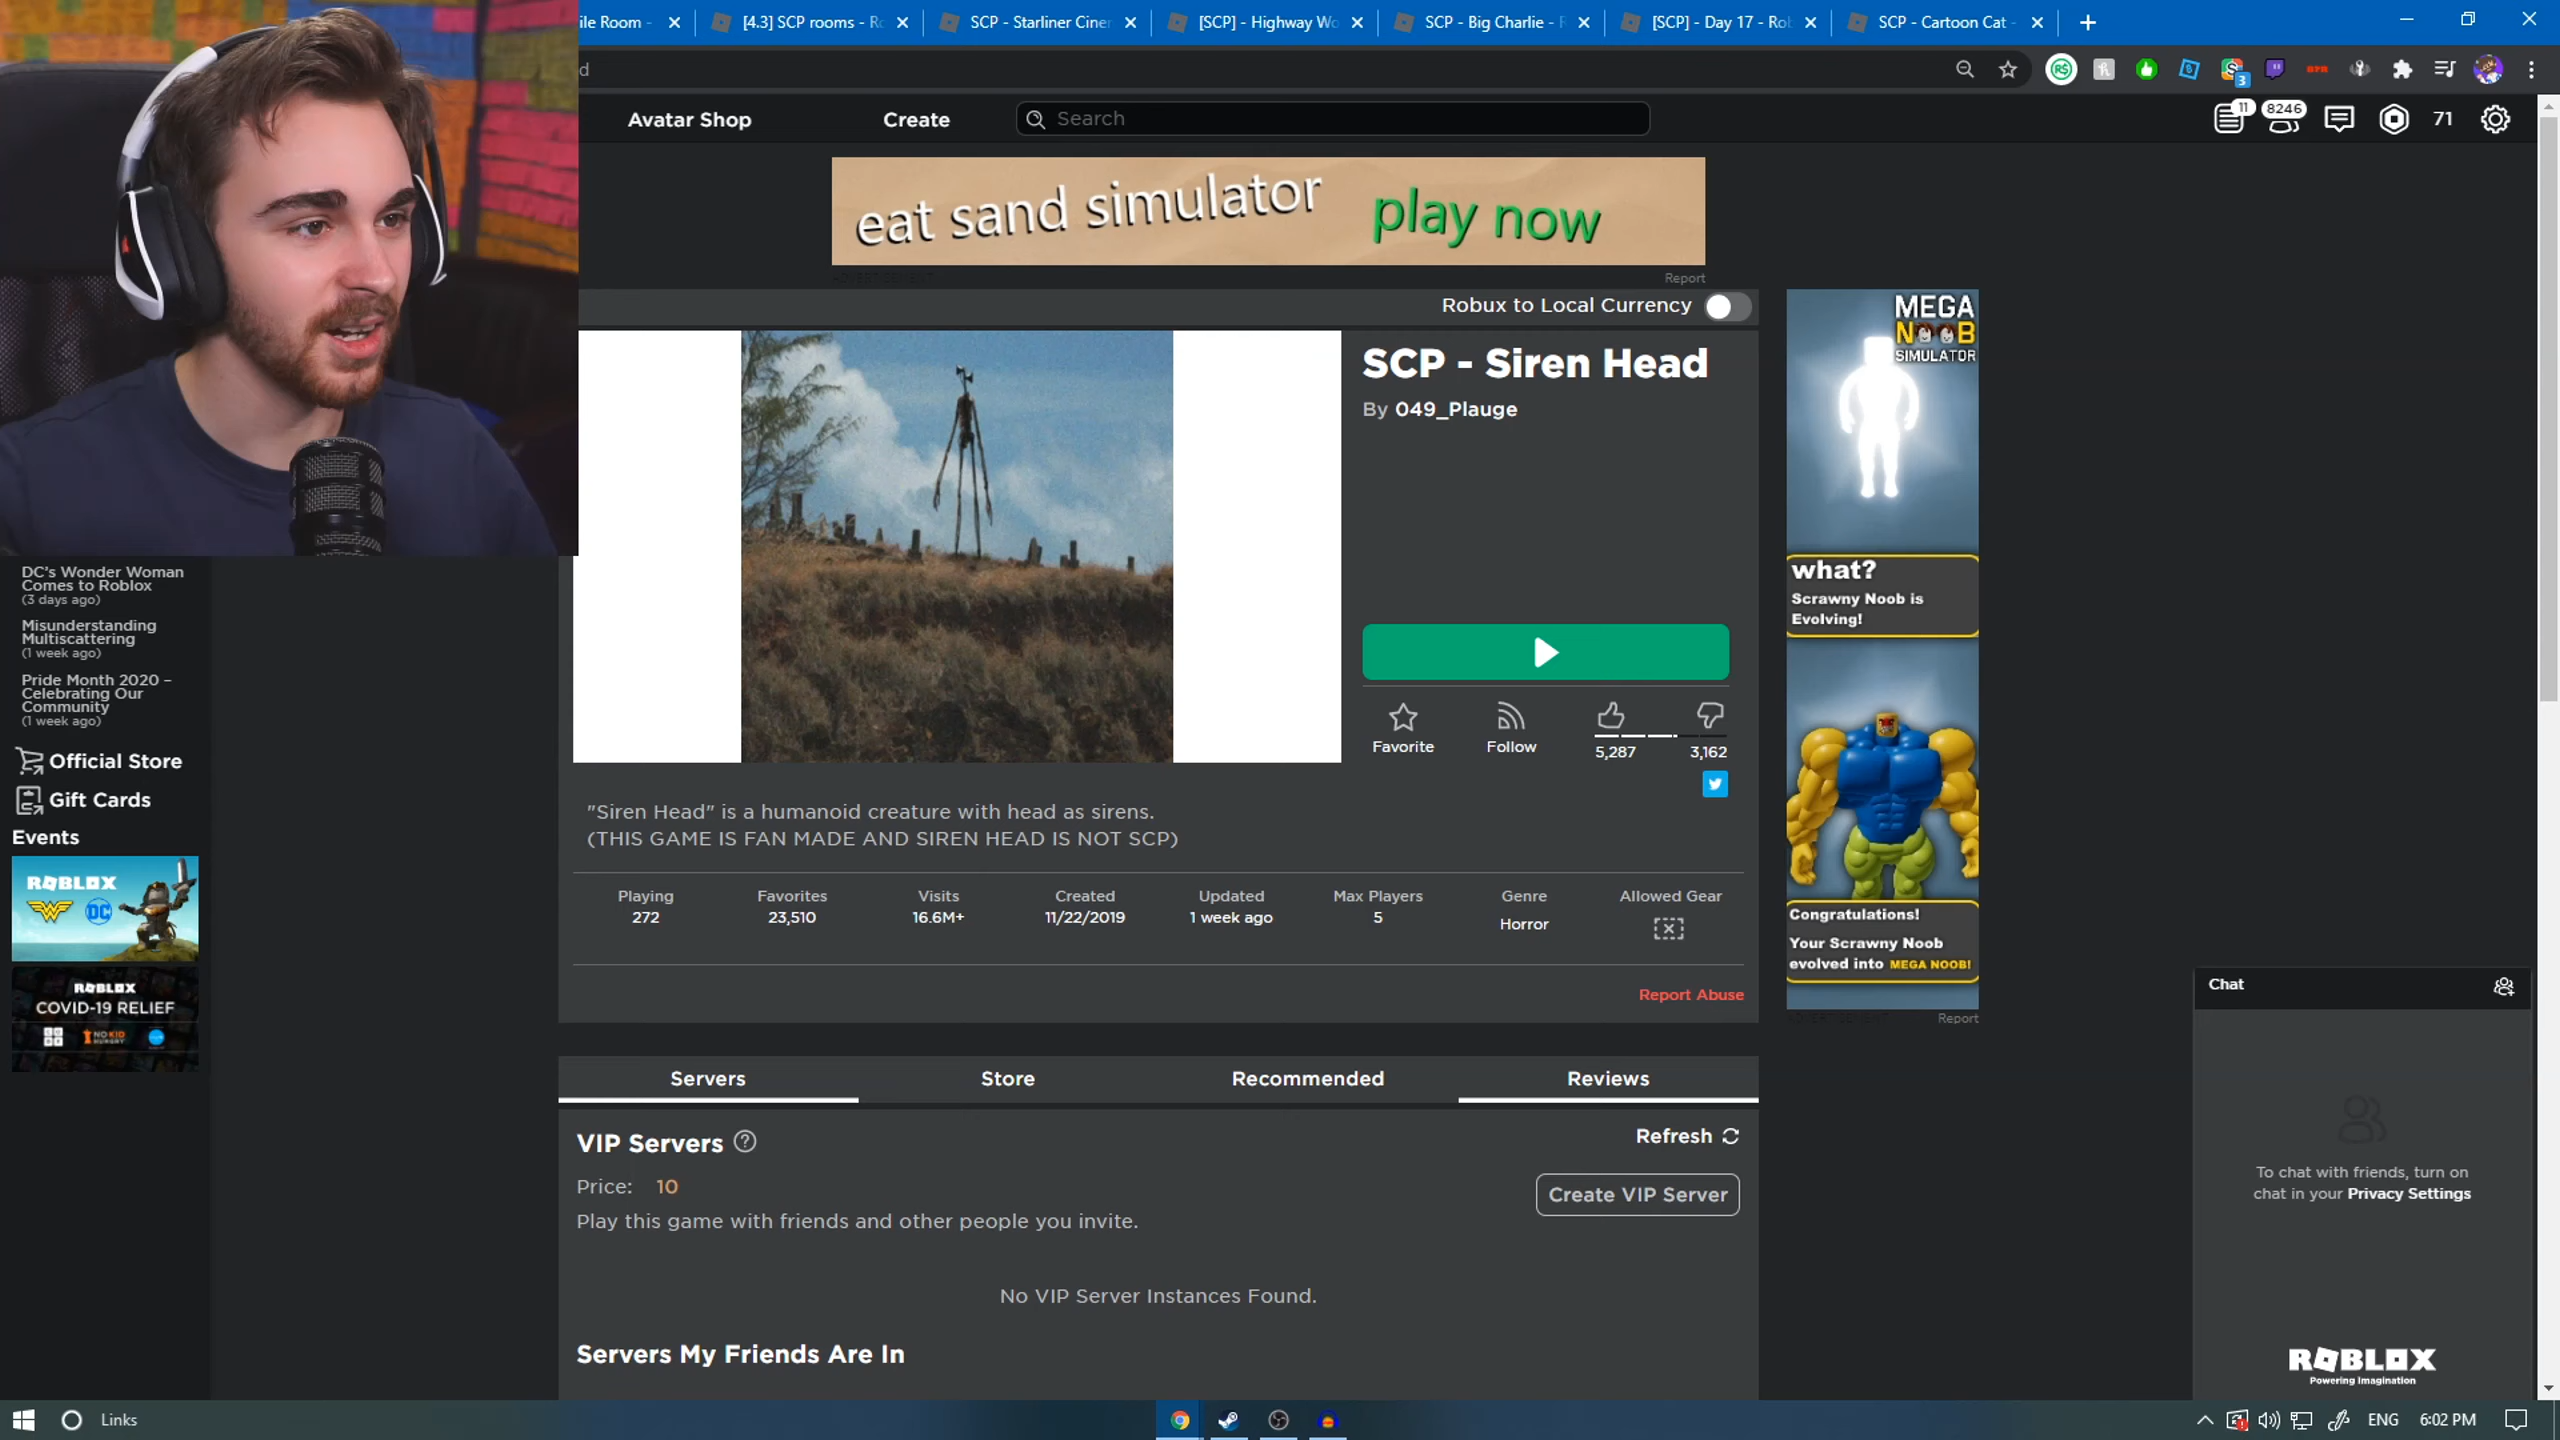 ile Room -
[4.3] SCP rooms - Ro
SCP - Starliner Ciner
[SCP] - Highway Wo
SCP - Big Charlie - R
[SCP] - Day 17 - Rob
SCP - Cartoon Cat -
d
3
Avatar Shop
Create
Search
11
8246
71
eat sand simulator play now
ADVERTISEMENT
Report
Robux to Local Currency
SCP - Siren Head
By 049_Plauge
Favorite
Follow
5,287
3,162
"Siren Head" is a humanoid creature with head as sirens.
(THIS GAME IS FAN MADE AND SIREN HEAD IS NOT SCP)
Playing
272
Favorites
23,510
Visits
16.6M+
Created
11/22/2019
Updated
1 week ago
Max Players
5
Genre
Horror
Allowed Gear
Report Abuse
MEGA
NOOB
SIMULATOR
what?
Scrawny Noob is
Evolving!
Congratulations!
Your Scrawny Noob
evolved into MEGA NOOB!
ADVERTISEMENT
Report
DC's Wonder Woman
Comes to Roblox
(3 days ago)
Misunderstanding
Multiscattering
(1 week ago)
Pride Month 2020 –
Celebrating Our
Community
(1 week ago)
Official Store
Gift Cards
Events
ROBLOX
DC
ROBLOX
COVID-19 RELIEF
NO KID
HUNGRY
Servers
Store
Recommended
Reviews
VIP Servers
Refresh
Price: 10
Create VIP Server
Play this game with friends and other people you invite.
No VIP Server Instances Found.
Servers My Friends Are In
Chat
To chat with friends, turn on
chat in your Privacy Settings
ROBLOX
Powering Imagination
Links
ENG
6:02 PM